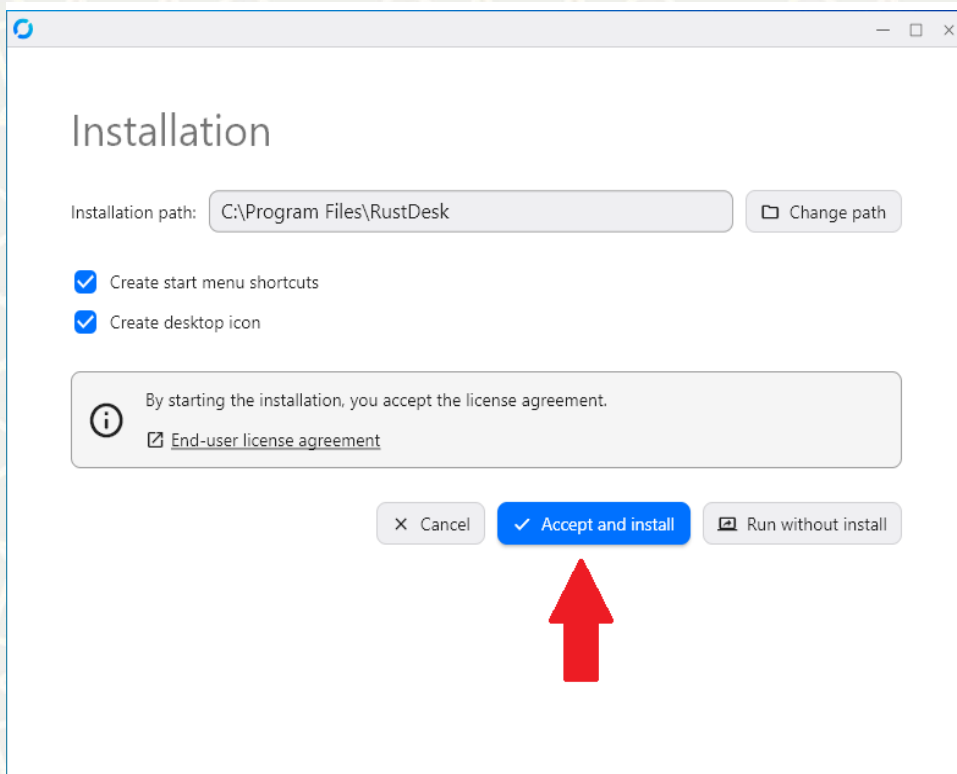 Installation
Installation path: C:\Program Files\RustDesk Change path
Create start menu shortcuts
Create desktop icon
By starting the installation, you accept the license agreement.
End-user license agreement
Cancel Accept and install Run without install